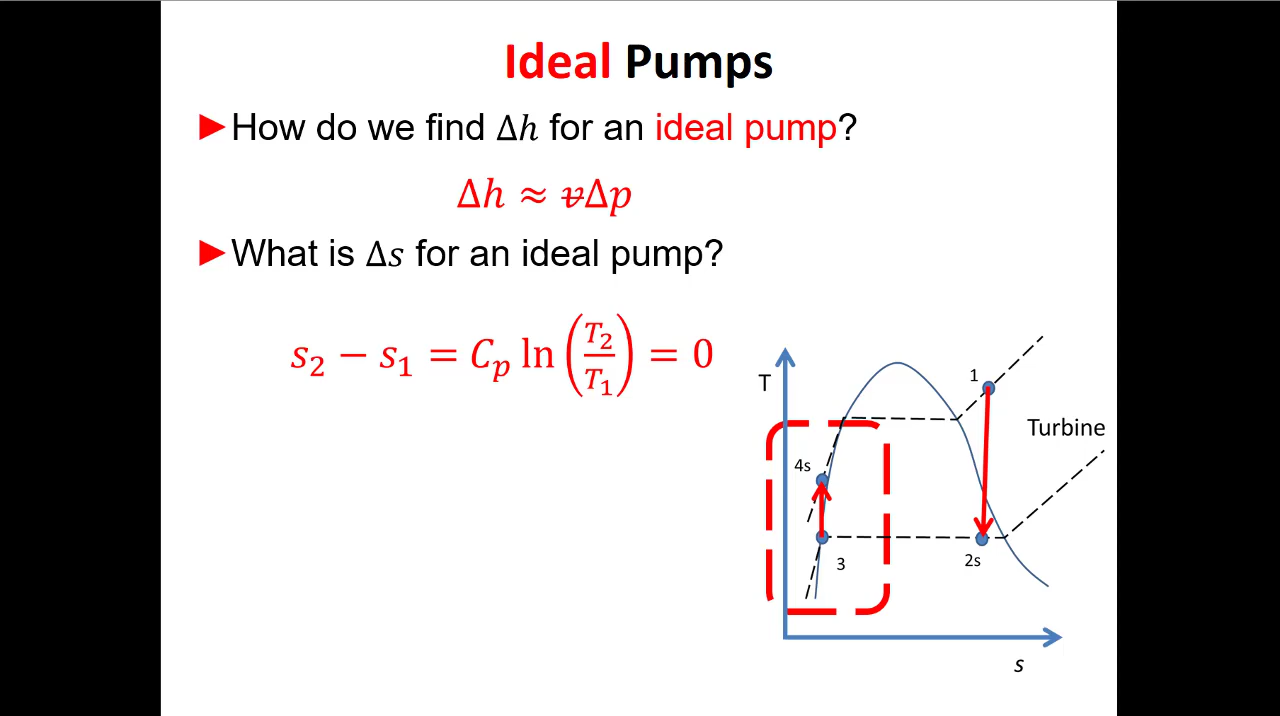 Ideal Pumps
►How do we find Δℎ for an ideal pump?
Δℎ ≈ v̶Δ𝑝
►What is Δ𝑠 for an ideal pump?
𝑠₂ − 𝑠₁ = 𝐶ₚ ln(𝑇₂/𝑇₁) = 0
T
1
Turbine
4s
3
2s
s